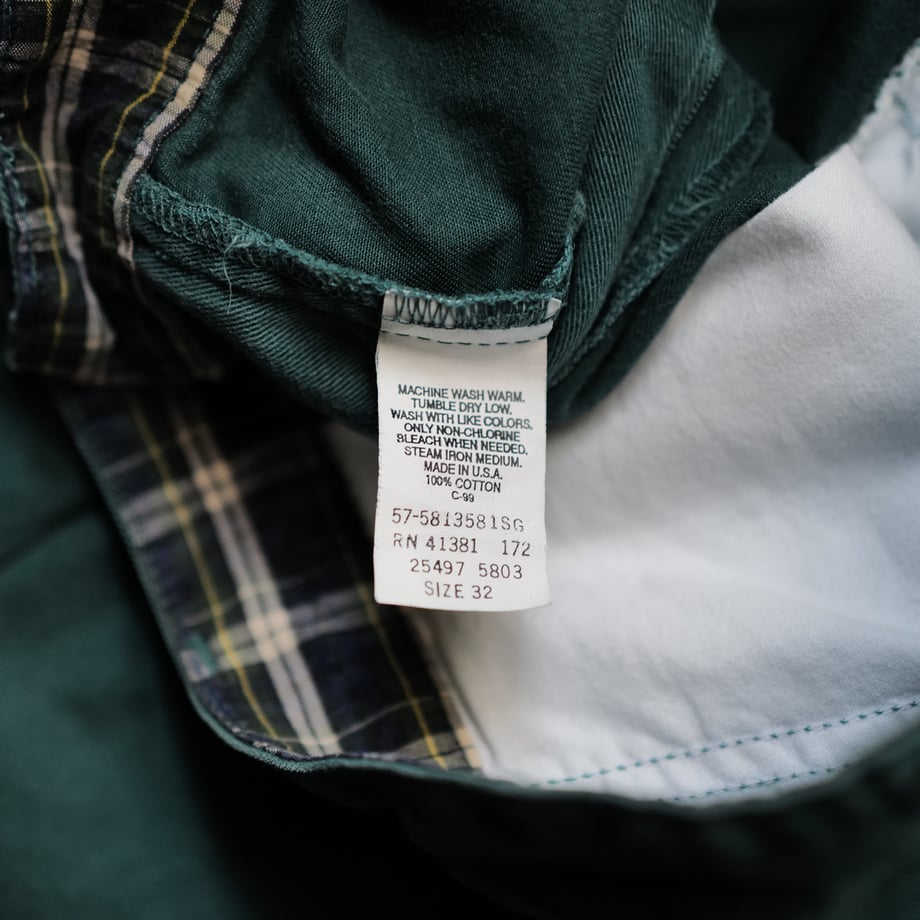 MACHINE WASH WARM.
TUMBLE DRY LOW.
WASH WITH LIKE COLORS.
ONLY NON-CHLORINE
BLEACH WHEN NEEDED.
STEAM IRON MEDIUM.
MADE IN U.S.A.
100% COTTON
C-99
57-5813581SG
RN 41381 172
25497 5803
SIZE 32